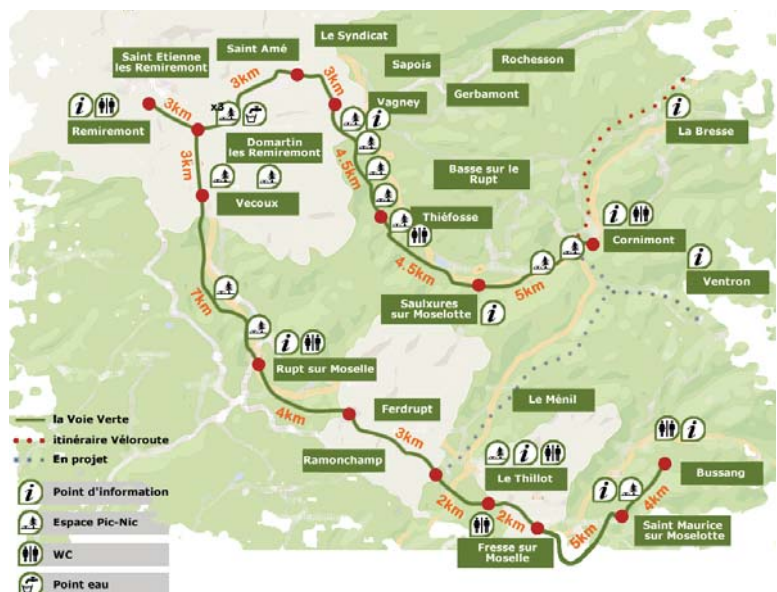 Le Syndicat
Saint Etienne
les Remiremont
Saint Amé
Sapois
Rochesson
3km
3km
Vagney
Gerbamont
3km
x3
Remiremont
La Bresse
Domartin
les Remiremont
3km
4.5km
Basse sur le
Rupt
Vecoux
Thiéfosse
Cornimont
4.5km
5km
Ventron
7km
Saulxures
sur Moselotte
Rupt sur Moselle
Le Ménil
4km
Ferdrupt
la Voie Verte
3km
itinéraire Véloroute
Ramonchamp
En projet
Le Thillot
Bussang
Point d'information
2km
2km
4km
Espace Pic-Nic
5km
Saint Maurice
sur Moselotte
Fresse sur
Moselle
WC
Point eau